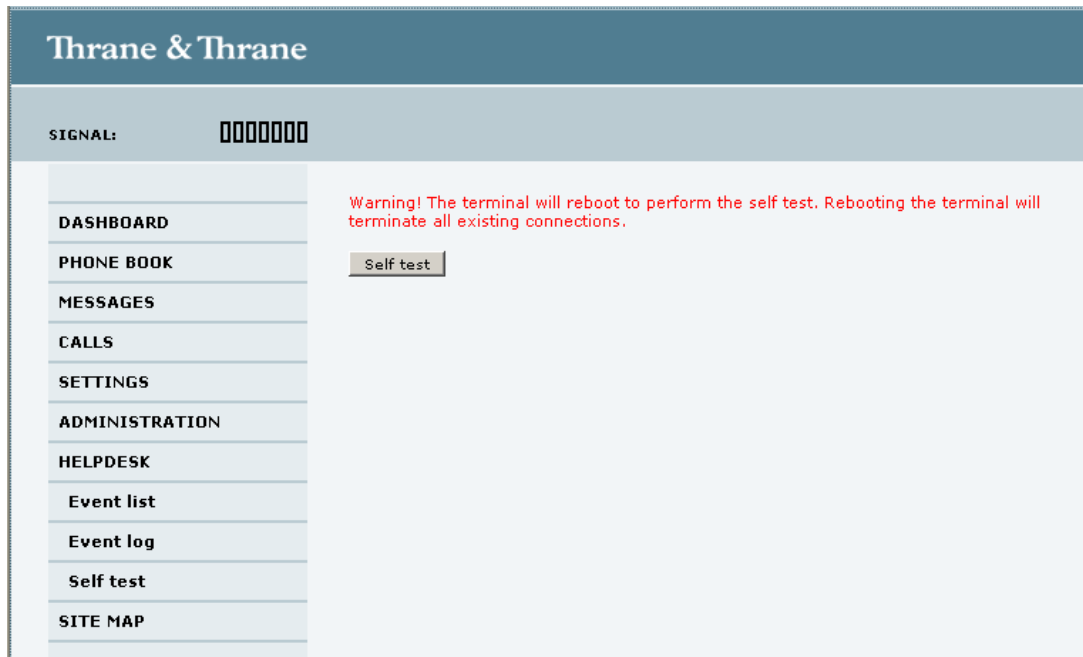 Thrane & Thrane
SIGNAL:
DASHBOARD
PHONE BOOK
MESSAGES
CALLS
SETTINGS
ADMINISTRATION
HELPDESK
Event list
Event log
Self test
SITE MAP
Warning! The terminal will reboot to perform the self test. Rebooting the terminal will
terminate all existing connections.
Self test